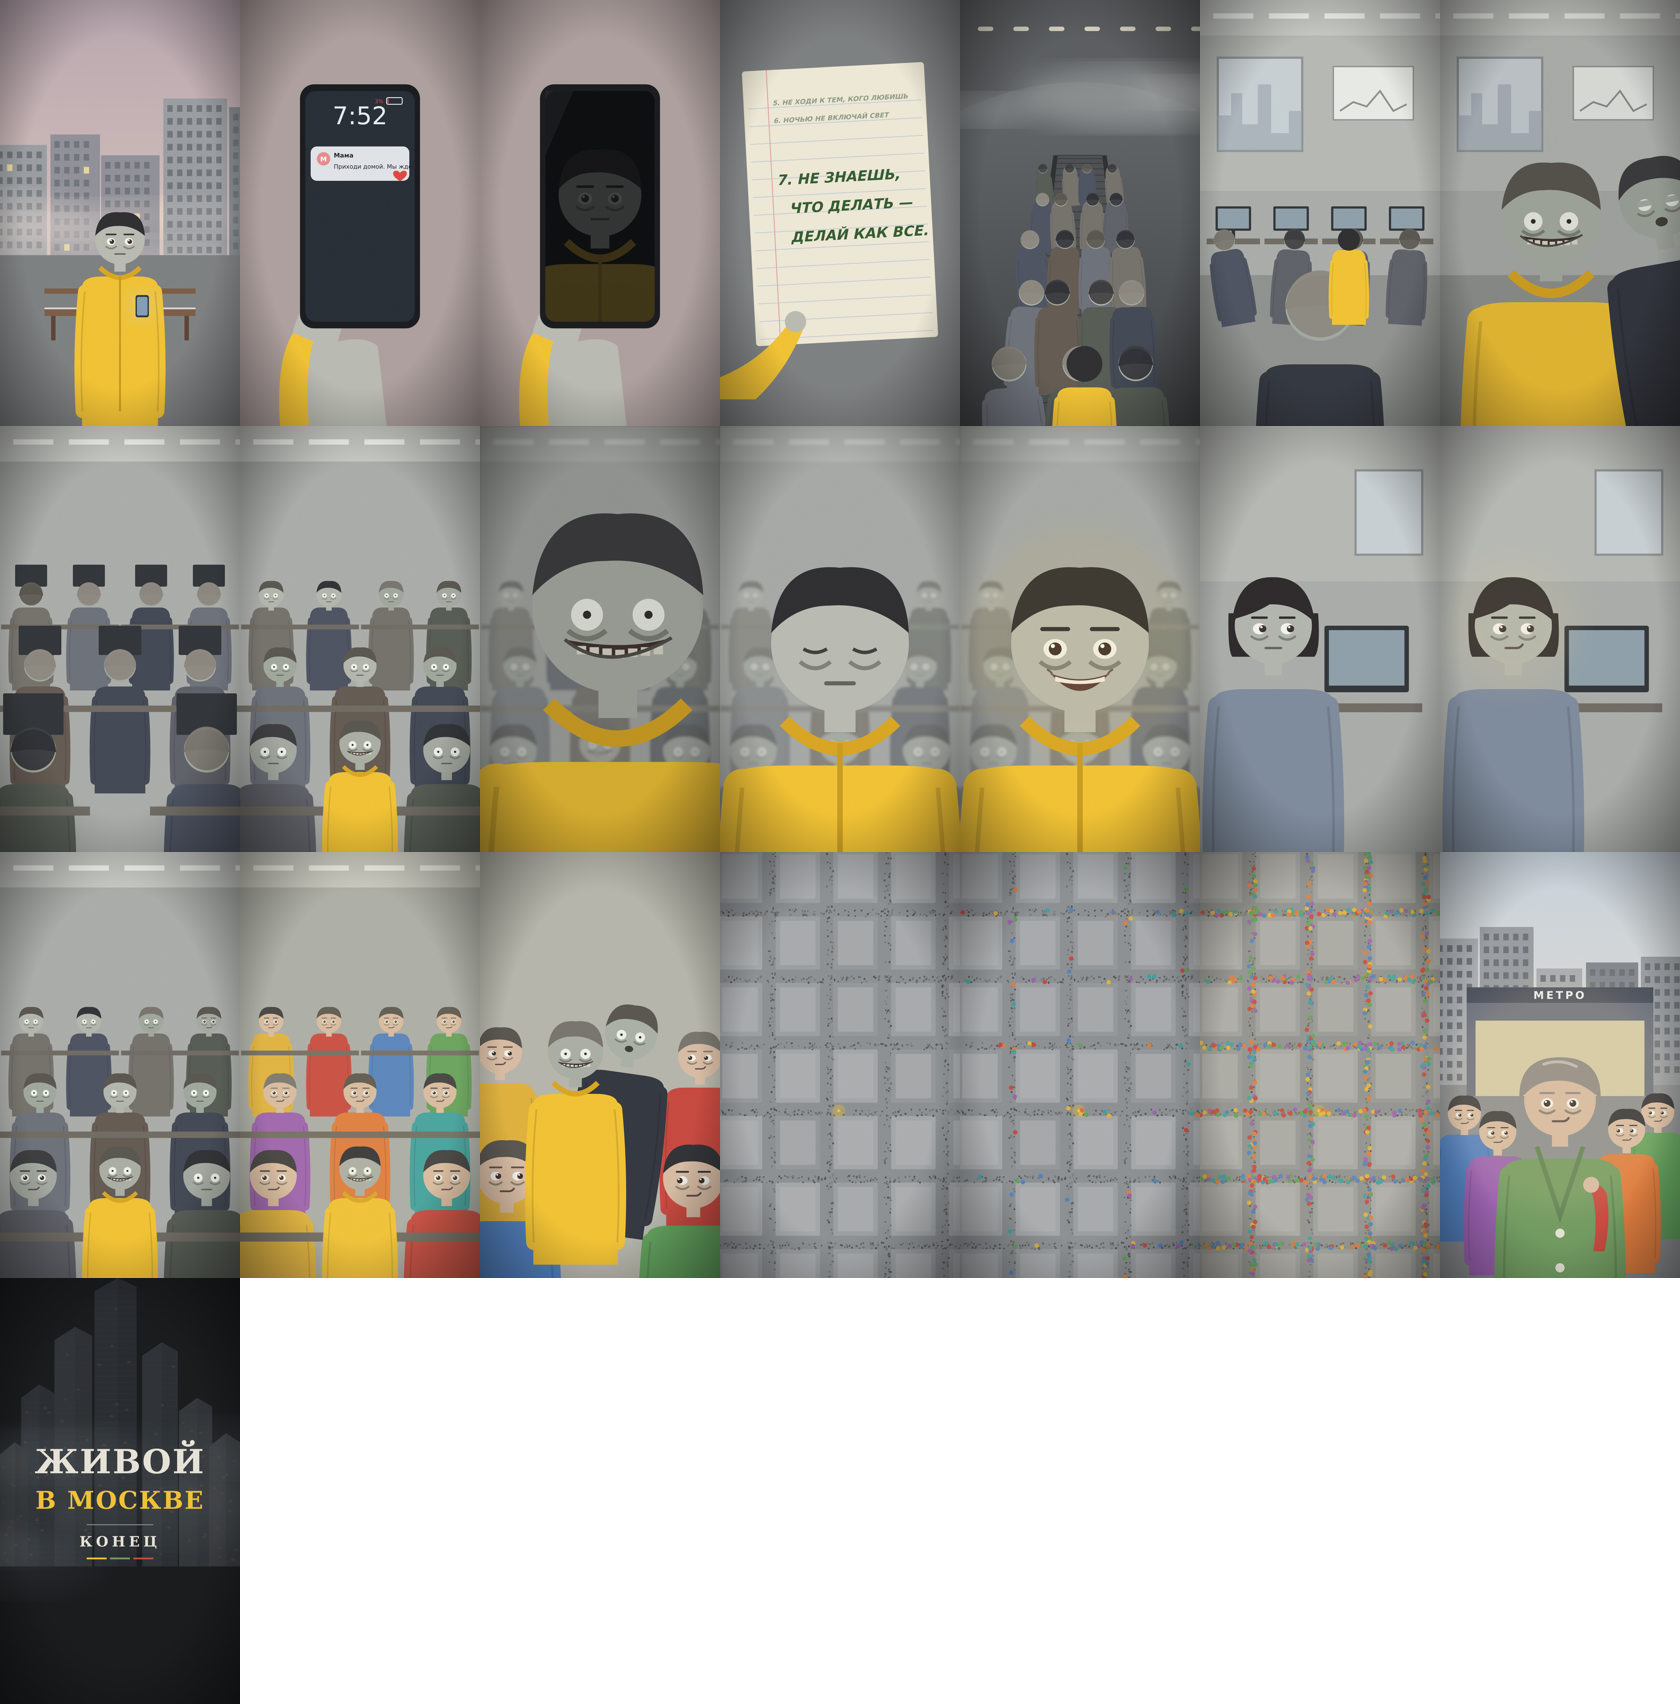 1%
7:52
М
Мама
Приходи домой. Мы жд
5. НЕ ХОДИ К ТЕМ, КОГО ЛЮБИШЬ
6. НОЧЬЮ НЕ ВКЛЮЧАЙ СВЕТ
7. НЕ ЗНАЕШЬ,
ЧТО ДЕЛАТЬ —
ДЕЛАЙ КАК ВСЕ.
МЕТРО
ЖИВОЙ
В МОСКВЕ
КОНЕЦ